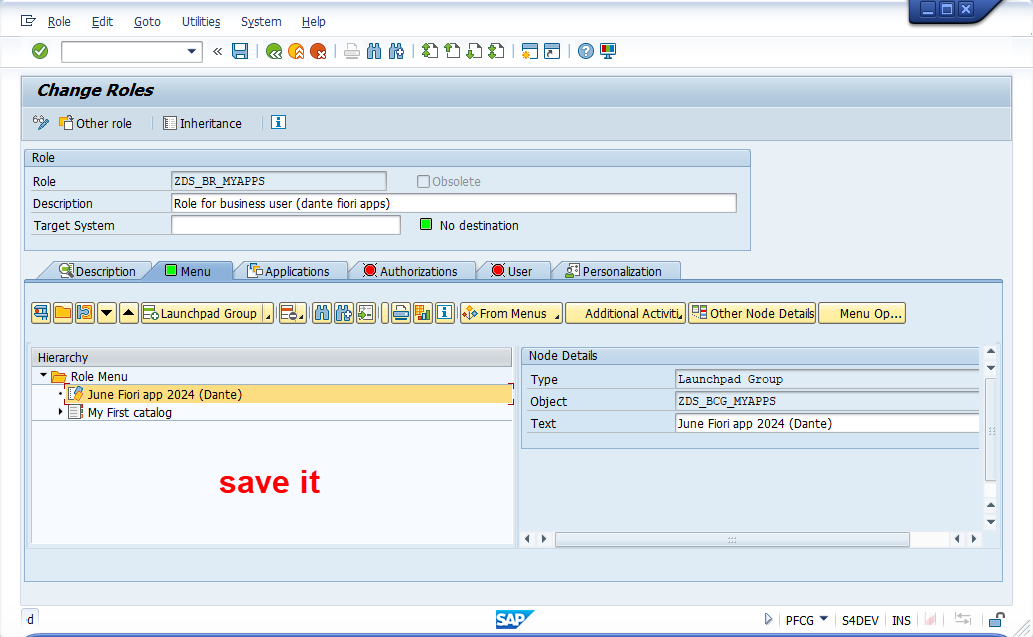 Role Edit Goto Utilities System Help
Change Roles
Other role Inheritance
Role
Role ZDS_BR_MYAPPS Obsolete
Description Role for business user (dante fiori apps)
Target System No destination
Description Menu Applications Authorizations User Personalization
Launchpad Group From Menus Additional Activiti Other Node Details Menu Op...
Hierarchy
Role Menu
June Fiori app 2024 (Dante)
My First catalog
save it
Node Details
Type Launchpad Group
Object ZDS_BCG_MYAPPS
Text June Fiori app 2024 (Dante)
d SAP PFCG S4DEV INS